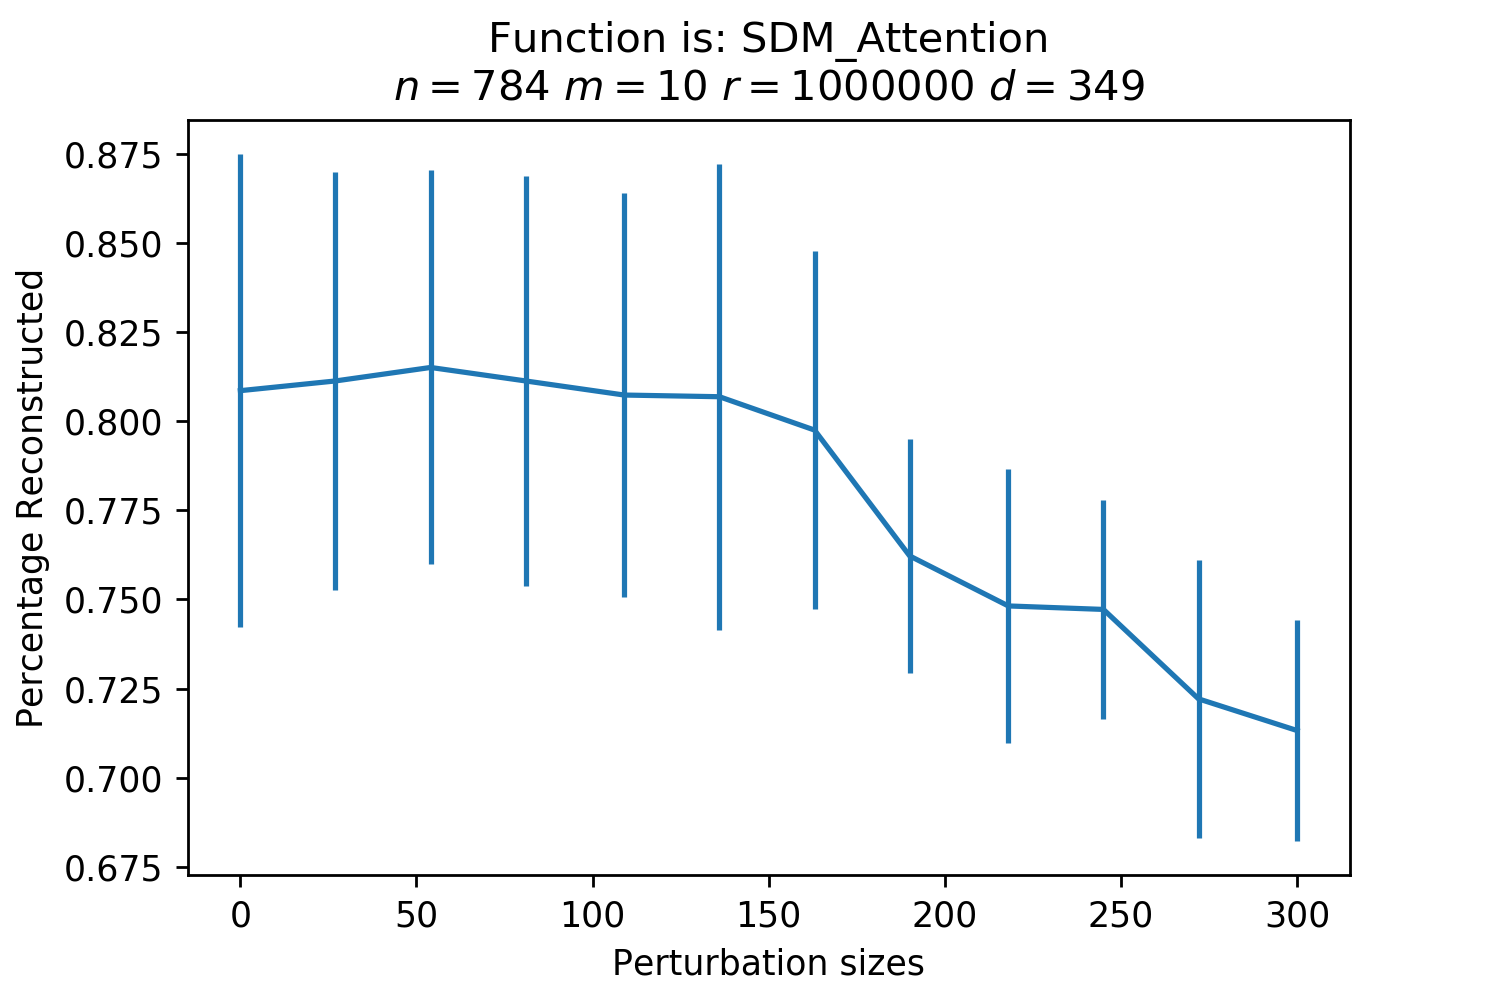 Function is: SDM_Attention
n = 784 m = 10 r = 1000000 d = 349
Percentage Reconstructed
0.875
0.850
0.825
0.800
0.775
0.750
0.725
0.700
0.675
0 50 100 150 200 250 300
Perturbation sizes